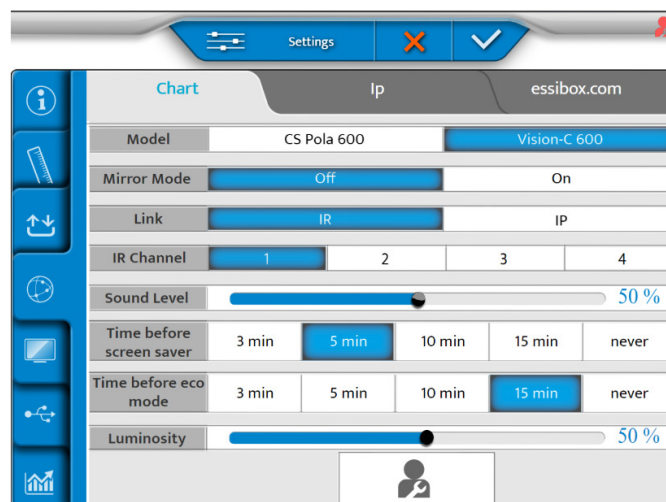 Settings
Chart Ip essibox.com
Model CS Pola 600 Vision-C 600
Mirror Mode Off On
Link IR IP
IR Channel 1 2 3 4
Sound Level 50 %
Time before
screen saver 3 min 5 min 10 min 15 min never
Time before eco
mode 3 min 5 min 10 min 15 min never
Luminosity 50 %